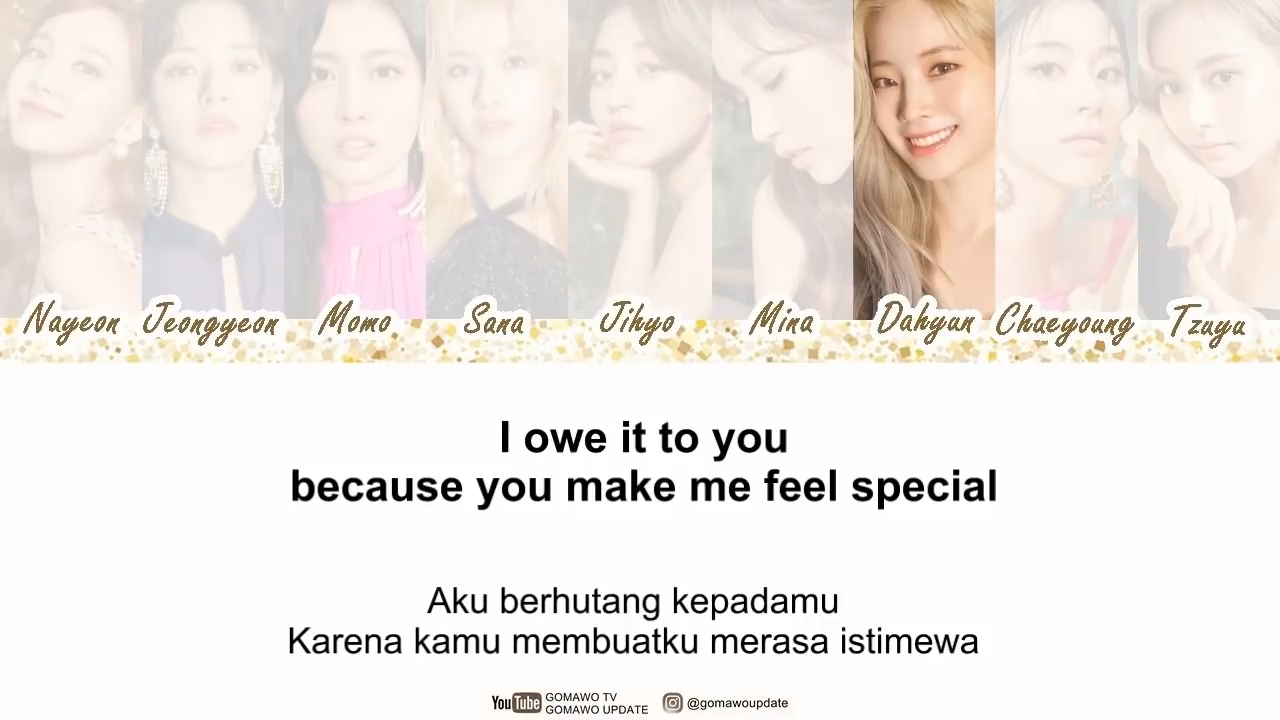 Nayeon Jeongyeon Momo Sana Jihyo Mina Dahyun Chaeyoung Tzuyu
I owe it to you
because you make me feel special
Aku berhutang kepadamu
Karena kamu membuatku merasa istimewa
YouTube GOMAWO TV
GOMAWO UPDATE
@gomawoupdate